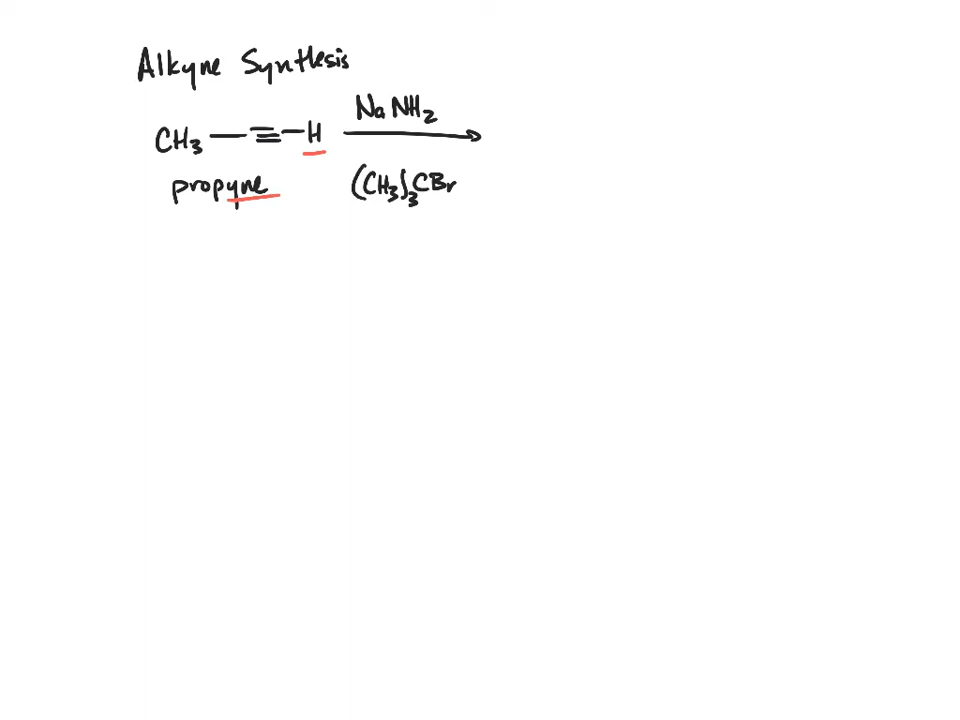 Alkyne Synthesis
CH₃—≡—H NaNH₂
propyne (CH₃)₃CBr